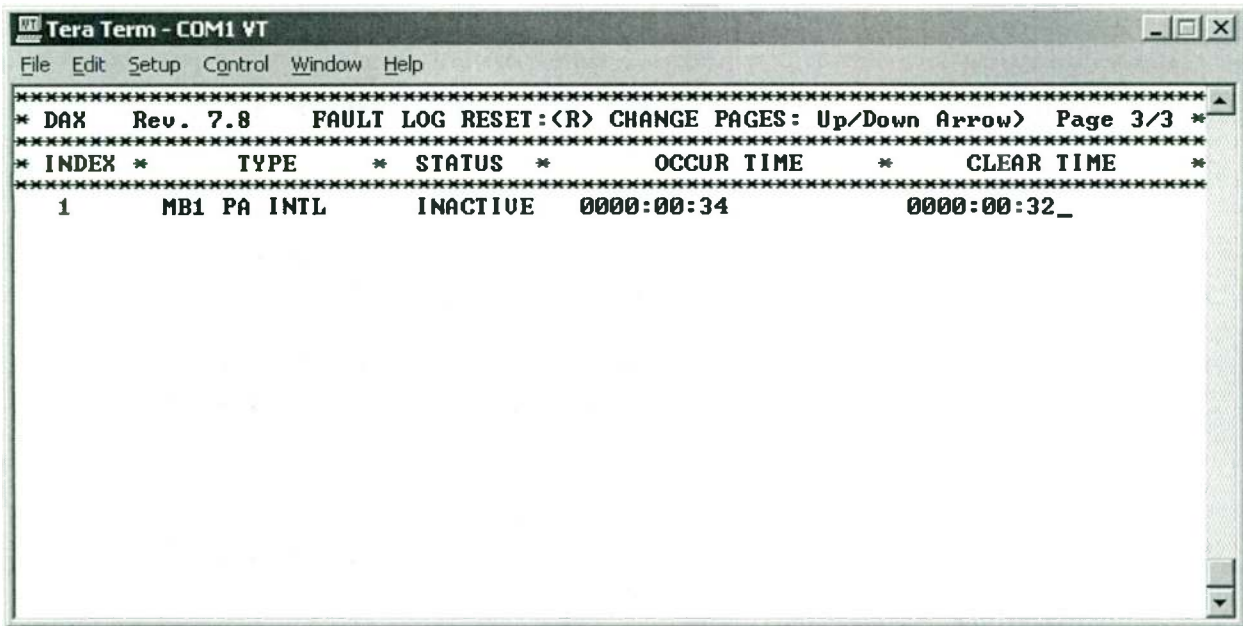 Tera Term - COM1 VT
File Edit Setup Control Window Help
****************************************************************************
* DAX Rev. 7.8 FAULT LOG RESET:(R) CHANGE PAGES: Up/Down Arrow) Page 3/3 *
****************************************************************************
* INDEX * TYPE * STATUS * OCCUR TIME * CLEAR TIME *
****************************************************************************
1 MB1 PA INTL INACTIVE 0000:00:34 0000:00:32_